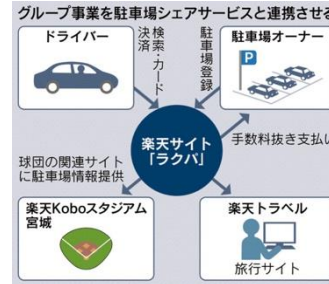 グループ事業を駐車場シェアサービスと連携させる
ドライバー
検索・カード
決済
駐車場登録
駐車場オーナー
P
楽天サイト
「ラクパ」
手数料抜き支払い
球団の関連サイト
に駐車場情報提供
楽天Koboスタジアム
宮城
楽天トラベル
旅行サイト